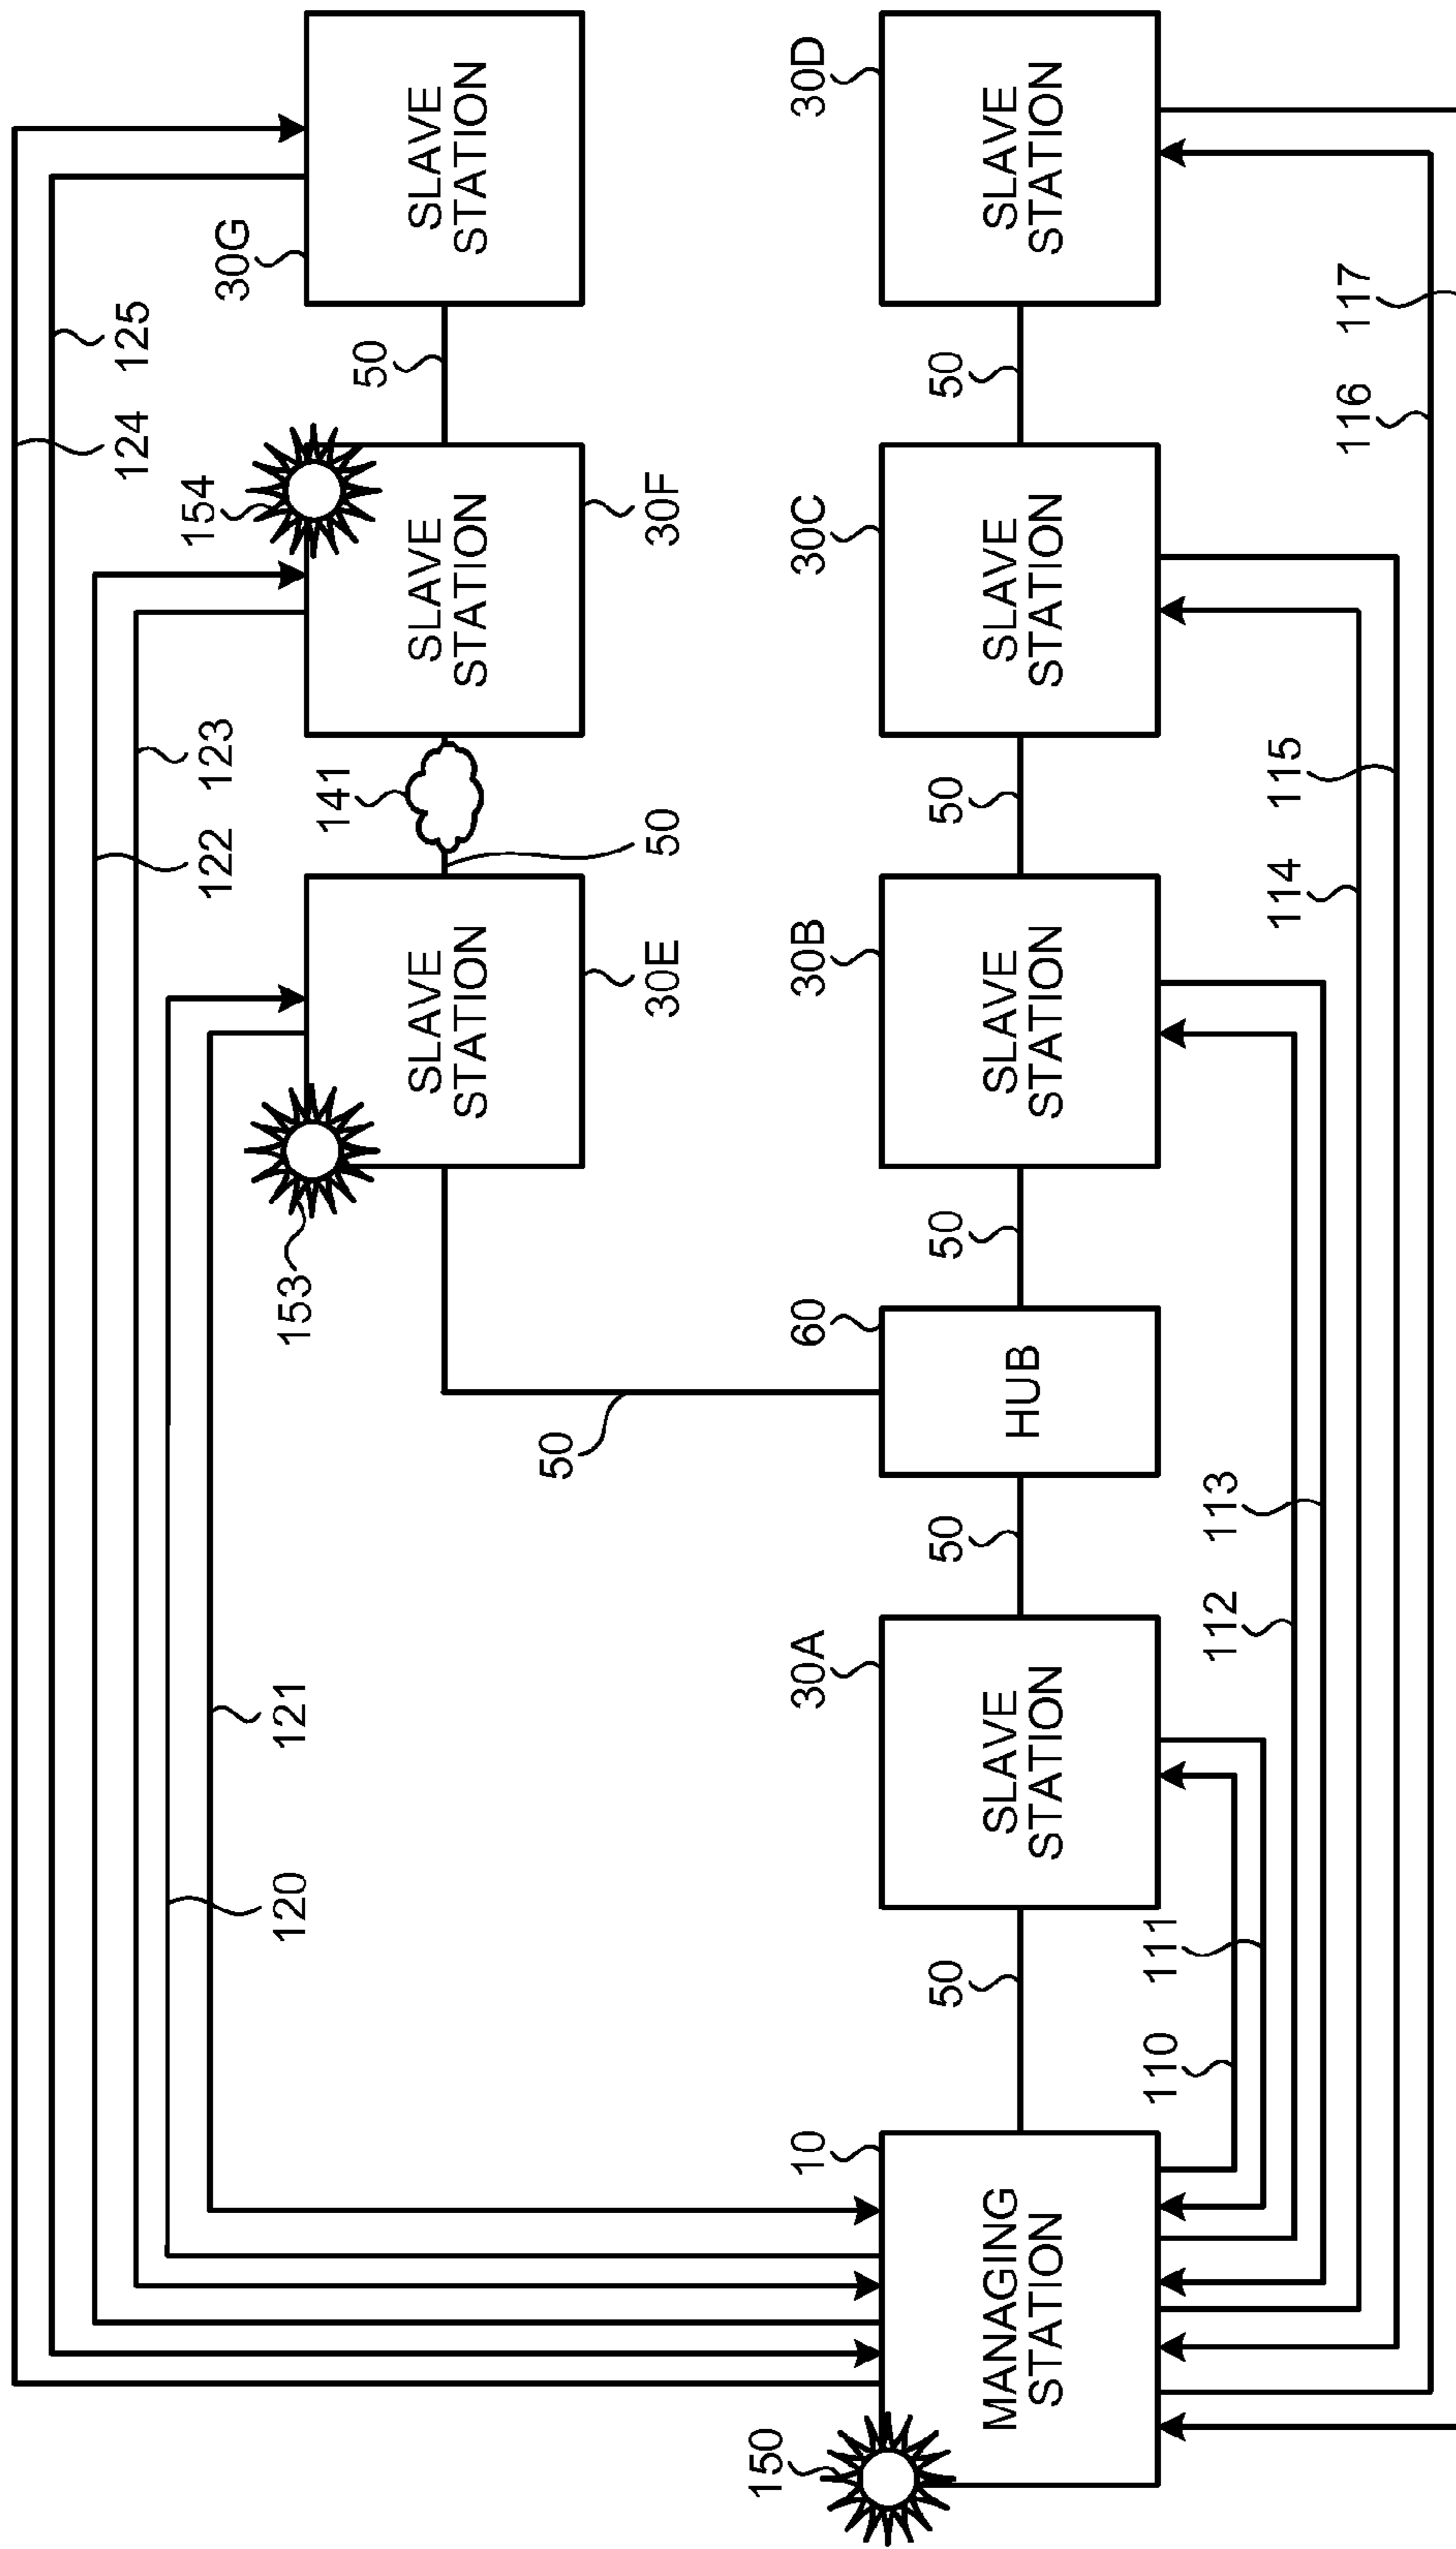 124
125
122
123
120
121
153
154
30G
SLAVE
STATION
50
141
SLAVE
STATION
30E
50
SLAVE
STATION
30F
50
SLAVE
STATION
150
10
MANAGING
STATION
50
30A
SLAVE
STATION
50
60
HUB
50
30B
SLAVE
STATION
50
30C
SLAVE
STATION
50
30D
SLAVE
STATION
110
111
112
113
114
115
116
117